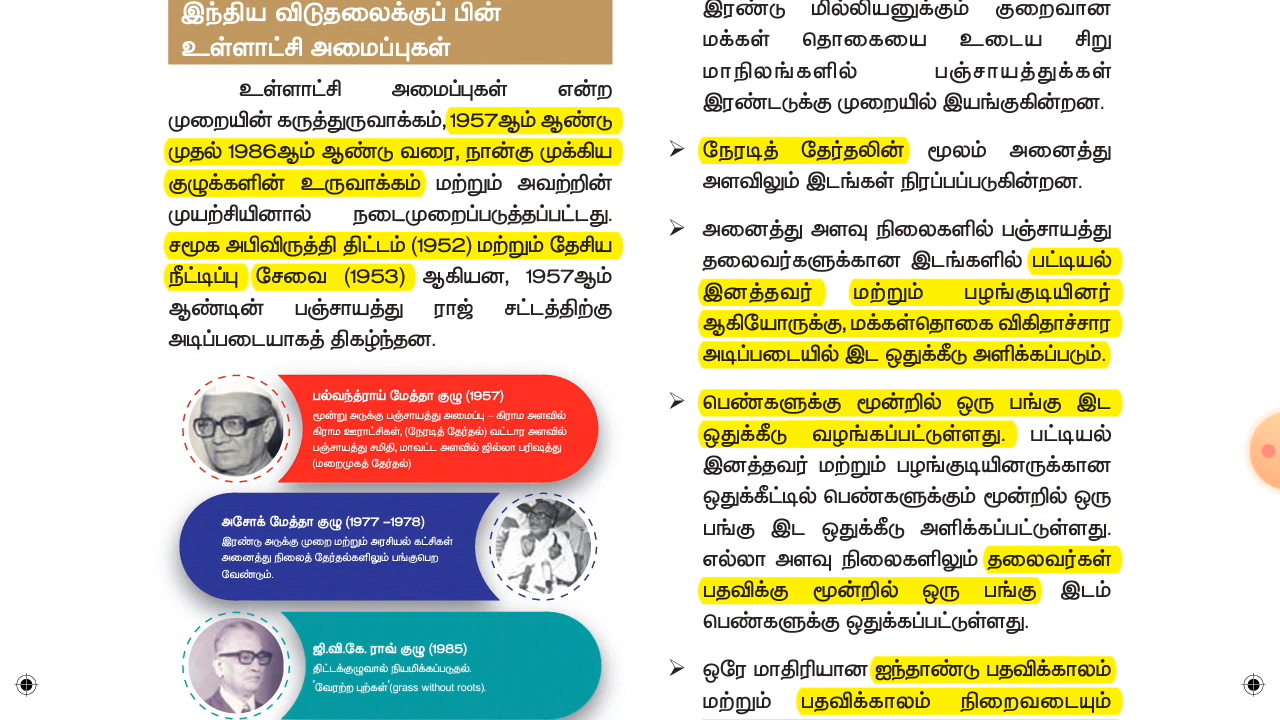 இந்திய விடுதலைக்குப் பின்
உள்ளாட்சி அமைப்புகள்
உள்ளாட்சி அமைப்புகள் என்ற
முறையின் கருத்துருவாக்கம், 1957ஆம் ஆண்டு
முதல் 1986ஆம் ஆண்டு வரை, நான்கு முக்கிய
குழுக்களின் உருவாக்கம் மற்றும் அவற்றின்
முயற்சியினால் நடைமுறைப்படுத்தப்பட்டது.
சமூக அபிவிருத்தி திட்டம் (1952) மற்றும் தேசிய
நீட்டிப்பு சேவை (1953) ஆகியன, 1957ஆம்
ஆண்டின் பஞ்சாயத்து ராஜ் சட்டத்திற்கு
அடிப்படையாகத் திகழ்ந்தன.
பல்வந்த்ராய் மேத்தா குழு (1957)
மூன்று அடுக்கு பஞ்சாயத்து அமைப்பு – கிராம அளவில்
கிராம ஊராட்சிகள், (நேரடித் தேர்தல்) வட்டார அளவில்
பஞ்சாயத்து சமிதி, மாவட்ட அளவில் ஜில்லா பரிஷத்து
(மறைமுகத் தேர்தல்)
அசோக் மேத்தா குழு (1977 –1978)
இரண்டு அடுக்கு முறை மற்றும் அரசியல் கட்சிகள்
அனைத்து நிலைத் தேர்தல்களிலும் பங்குபெற
வேண்டும்.
ஜி.வி.கே. ராவ் குழு (1985)
திட்டக்குழுவால் நியமிக்கப்படுதல்.
'வேரற்ற புற்கள்'(grass without roots).
இரண்டு மில்லியனுக்கும் குறைவான
மக்கள் தொகையை உடைய சிறு
மாநிலங்களில் பஞ்சாயத்துக்கள்
இரண்டடுக்கு முறையில் இயங்குகின்றன.
➢ நேரடித் தேர்தலின் மூலம் அனைத்து
அளவிலும் இடங்கள் நிரப்பப்படுகின்றன.
➢ அனைத்து அளவு நிலைகளில் பஞ்சாயத்து
தலைவர்களுக்கான இடங்களில் பட்டியல்
இனத்தவர் மற்றும் பழங்குடியினர்
ஆகியோருக்கு, மக்கள்தொகை விகிதாச்சார
அடிப்படையில் இட ஒதுக்கீடு அளிக்கப்படும்.
➢ பெண்களுக்கு மூன்றில் ஒரு பங்கு இட
ஒதுக்கீடு வழங்கப்பட்டுள்ளது. பட்டியல்
இனத்தவர் மற்றும் பழங்குடியினருக்கான
ஒதுக்கீட்டில் பெண்களுக்கும் மூன்றில் ஒரு
பங்கு இட ஒதுக்கீடு அளிக்கப்பட்டுள்ளது.
எல்லா அளவு நிலைகளிலும் தலைவர்கள்
பதவிக்கு மூன்றில் ஒரு பங்கு இடம்
பெண்களுக்கு ஒதுக்கப்பட்டுள்ளது.
➢ ஒரே மாதிரியான ஐந்தாண்டு பதவிக்காலம்
மற்றும் பதவிக்காலம் நிறைவடையும்